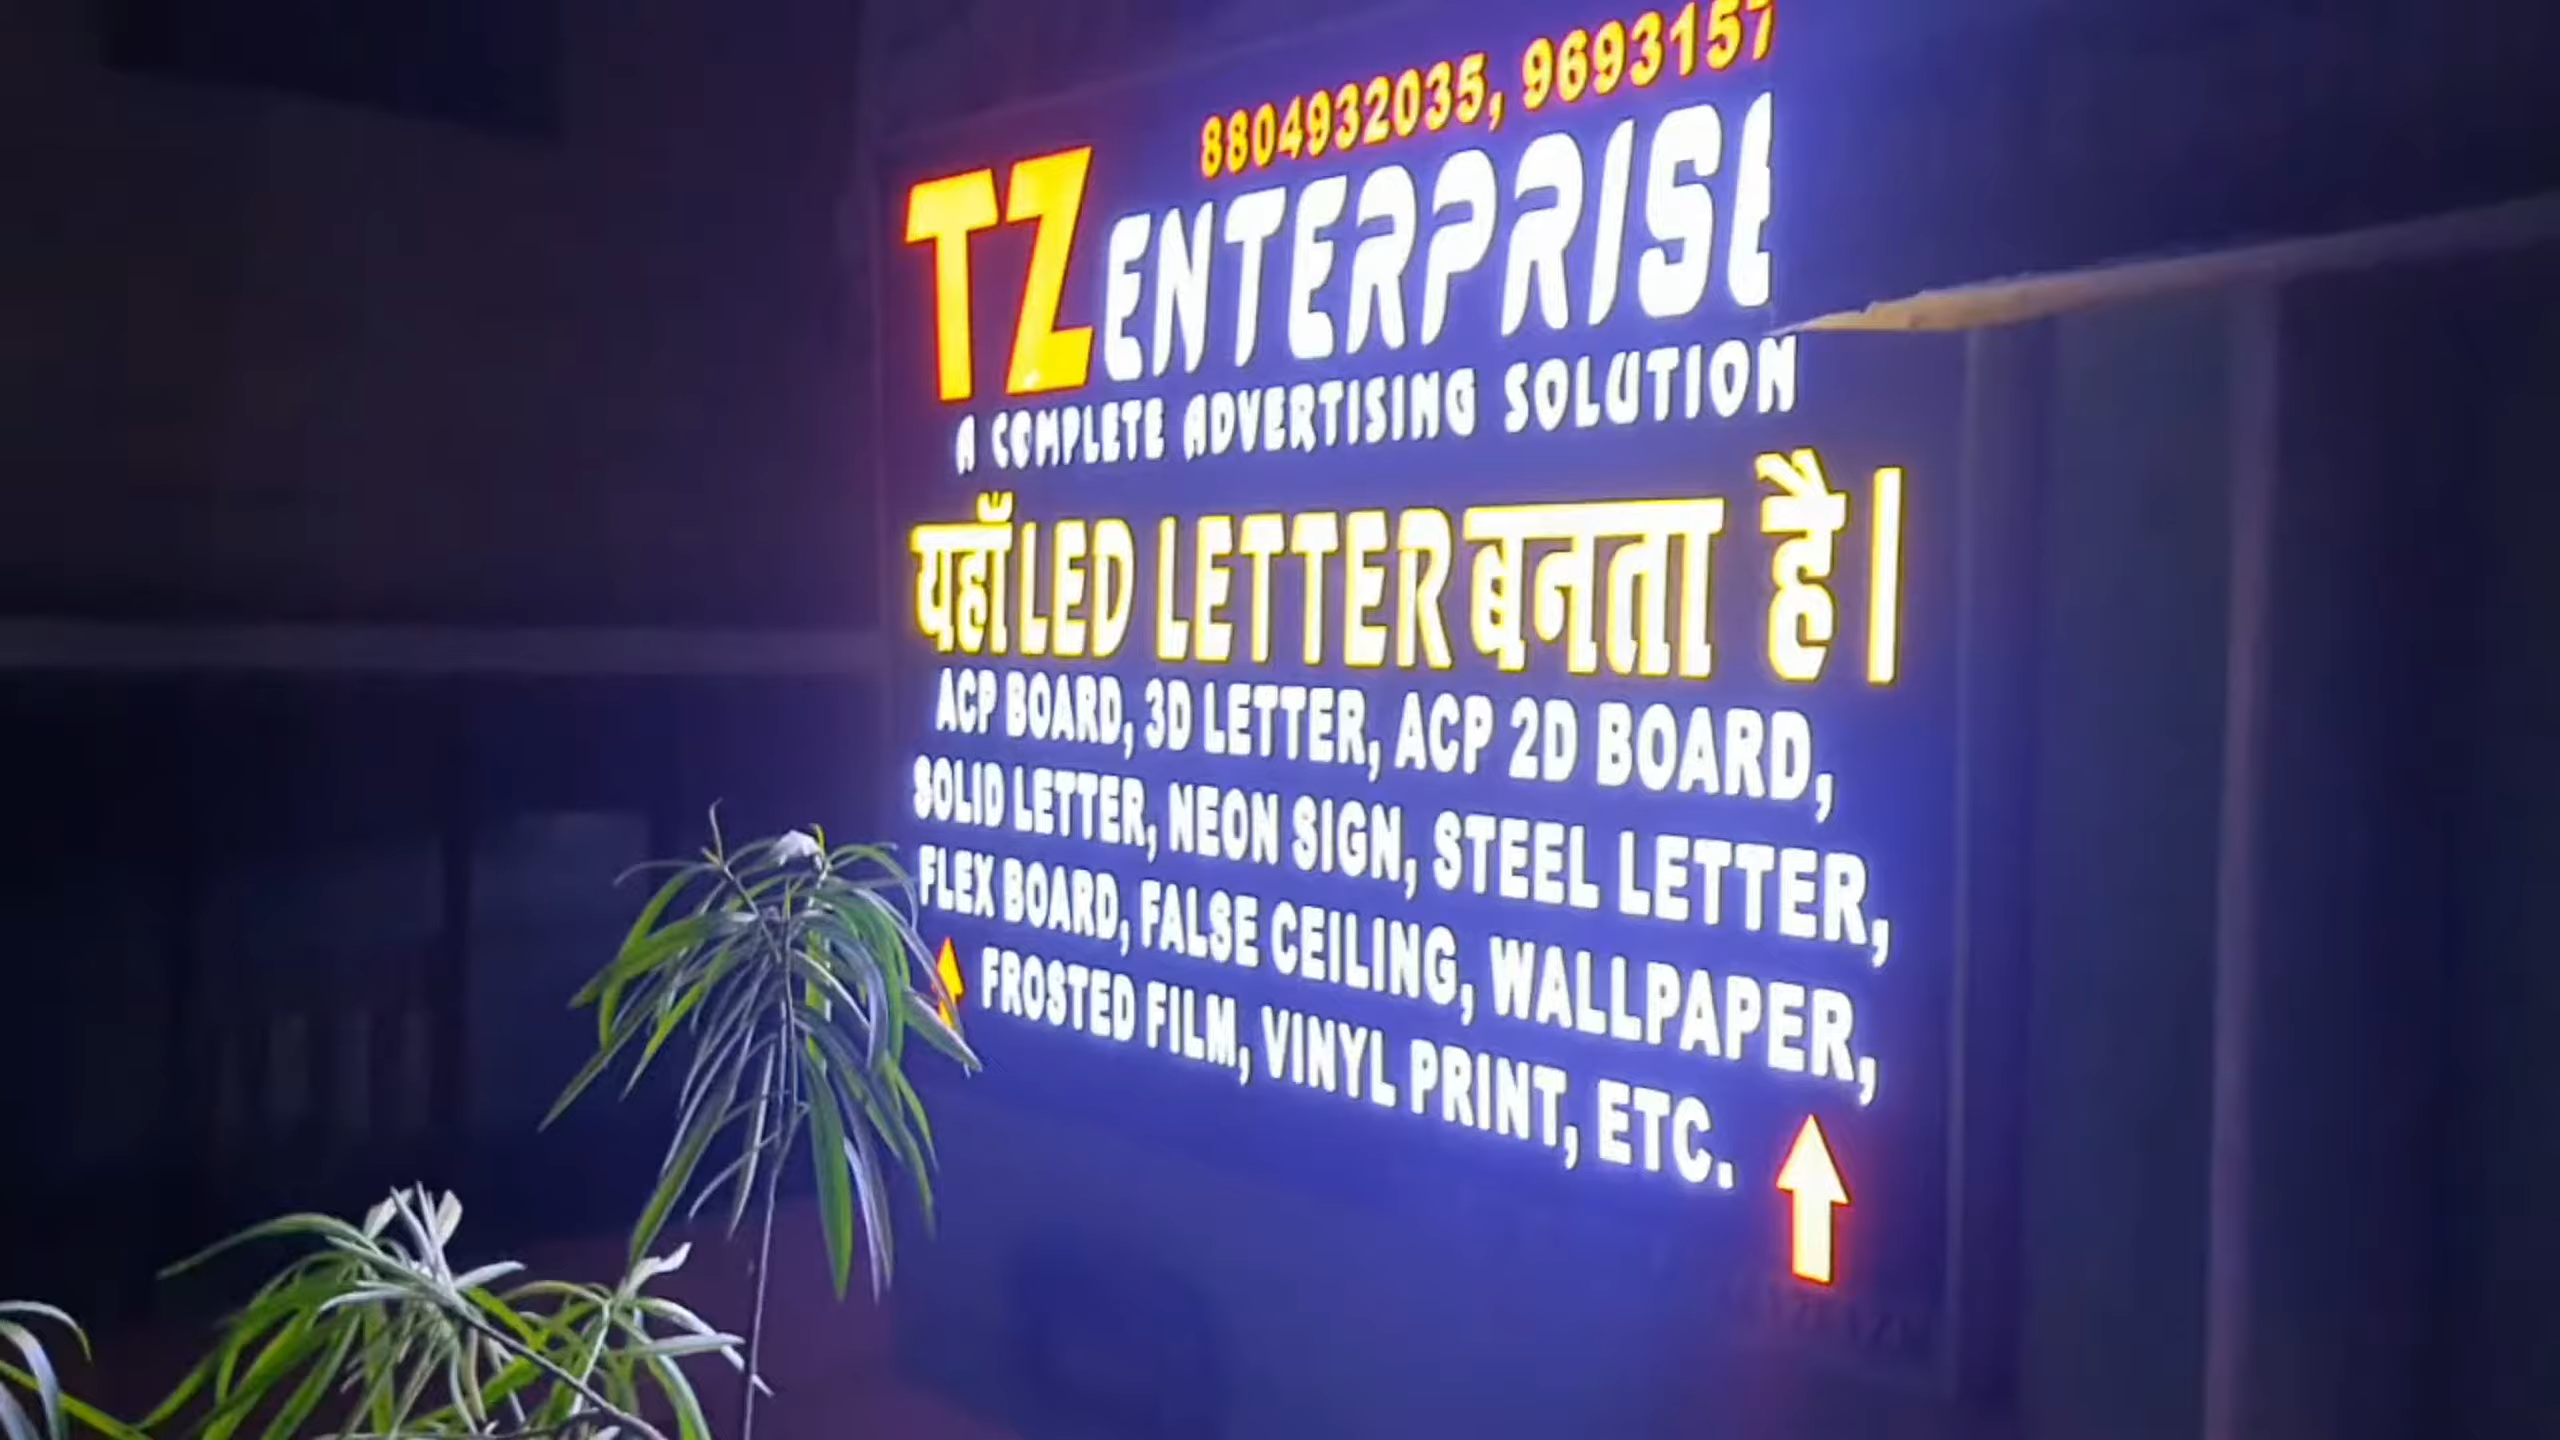 8804932035, 9693157
TZ ENTERPRISE
A COMPLETE ADVERTISING SOLUTION
यहाँ LED LETTER बनता है।
ACP BOARD, 3D LETTER, ACP 2D BOARD,
SOLID LETTER, NEON SIGN, STEEL LETTER,
FLEX BOARD, FALSE CEILING, WALLPAPER,
FROSTED FILM, VINYL PRINT, ETC.